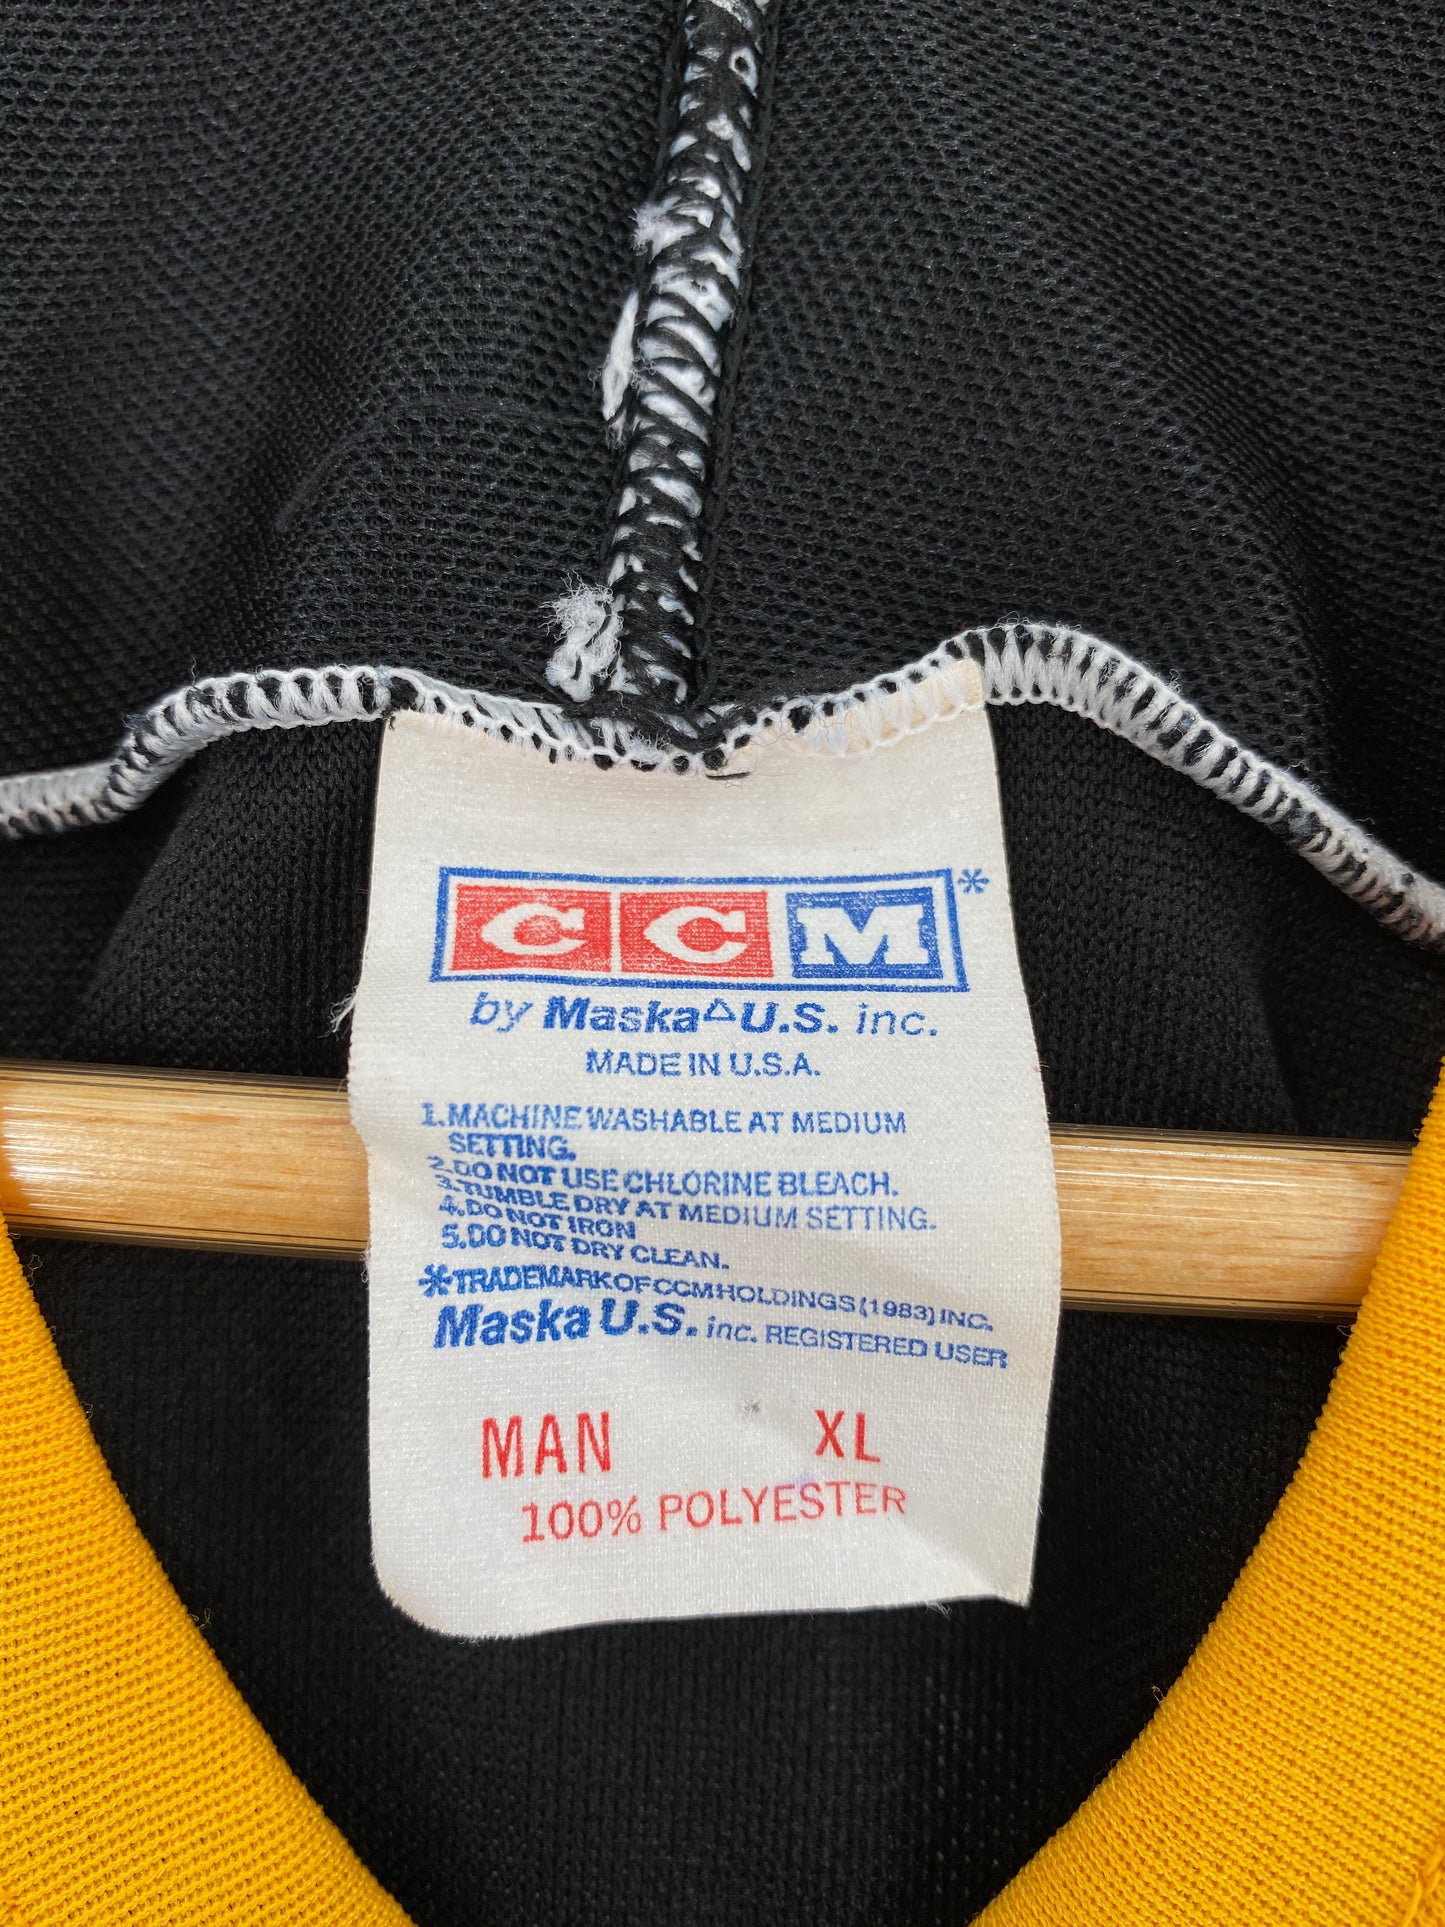 CCM*
by Maska△U.S. inc.
MADE IN U.S.A.
1.MACHINE WASHABLE AT MEDIUM
SETTING.
2.DO NOT USE CHLORINE BLEACH.
3.TUMBLE DRY AT MEDIUM SETTING.
4.DO NOT IRON
5.DO NOT DRY CLEAN.
*TRADEMARK OF CCM HOLDINGS (1983) INC.
Maska U.S. inc. REGISTERED USER
MAN XL
100% POLYESTER